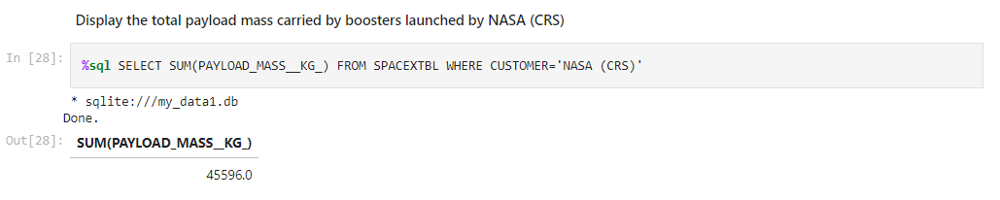 Display the total payload mass carried by boosters launched by NASA (CRS)
In [28]: %sql SELECT SUM(PAYLOAD_MASS__KG_) FROM SPACEXTBL WHERE CUSTOMER='NASA (CRS)'
* sqlite:///my_data1.db
Done.
Out[28]: SUM(PAYLOAD_MASS__KG_)
45596.0